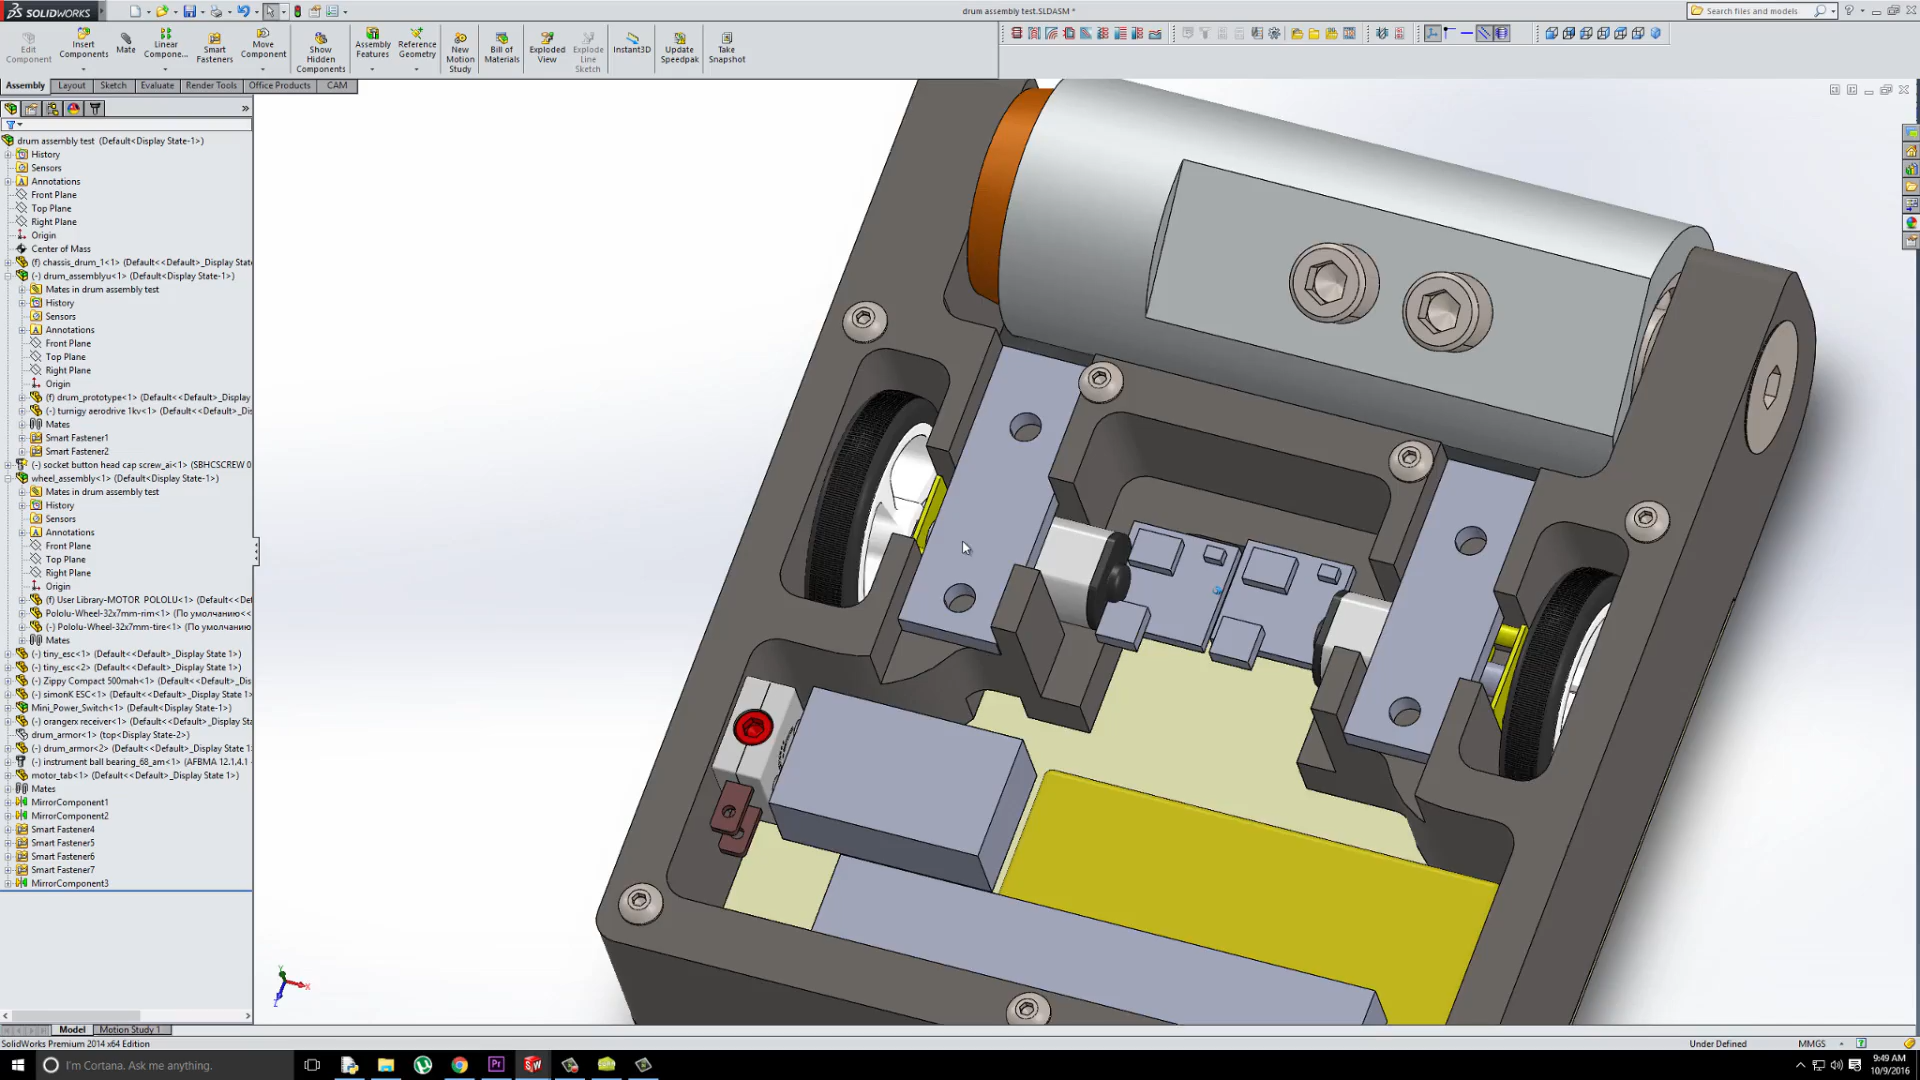 SOLIDWORKS
drum assembly test.SLDASM *
Search files and models
Edit Component
Insert Components
Mate
Linear Compone...
Smart Fasteners
Move Component
Show Hidden Components
Assembly Features
Reference Geometry
New Motion Study
Bill of Materials
Exploded View
Explode Line Sketch
Instant3D
Update Speedpak
Take Snapshot
Assembly
Layout
Sketch
Evaluate
Render Tools
Office Products
CAM
drum assembly test (Default<Display State-1>)
History
Sensors
Annotations
Front Plane
Top Plane
Right Plane
Origin
Center of Mass
(f) chassis_drum_1<1> (Default<<Default>_Display Sta
(-) drum_assemblyu<1> (Default<Display State-1>)
Mates in drum assembly test
History
Sensors
Annotations
Front Plane
Top Plane
Right Plane
Origin
(f) drum_prototype<1> (Default<<Default>_Display
(-) turnigy aerodrive 1kv<1> (Default<<Default>_Dis
Mates
Smart Fastener1
Smart Fastener2
(-) socket button head cap screw_ai<1> (SBHCSCREW 0
wheel_assembly<1> (Default<Display State-1>)
Mates in drum assembly test
History
Sensors
Annotations
Front Plane
Top Plane
Right Plane
Origin
(f) User Library-MOTOR POLOLU<1> (Default<<Def
Pololu-Wheel-32x7mm-rim<1> (По умолчанию<<
(-) Pololu-Wheel-32x7mm-tire<1> (По умолчани
Mates
(-) tiny_esc<1> (Default<<Default>_Display State 1>)
(-) tiny_esc<2> (Default<<Default>_Display State 1>)
(-) Zippy Compact 500mah<1> (Default<<Default>_Disp
(-) simonK ESC<1> (Default<<Default>_Display State 1>
Mini_Power_Switch<1> (Default<Display State-1>)
(-) orangerx receiver<1> (Default<<Default>_Display Sta
drum_armor<1> (top<Display State-2>)
(-) drum_armor<2> (Default<<Default>_Display State 1
(-) instrument ball bearing_68_am<1> (AFBMA 12.1.4.1 -
motor_tab<1> (Default<<Default>_Display State 1>)
Mates
MirrorComponent1
MirrorComponent2
Smart Fastener4
Smart Fastener5
Smart Fastener6
Smart Fastener7
MirrorComponent3
Y
X
Z
Model
Motion Study 1
SolidWorks Premium 2014 x64 Edition
Under Defined
MMGS
I'm Cortana. Ask me anything.
Pr
SW
9:49 AM
10/9/2016